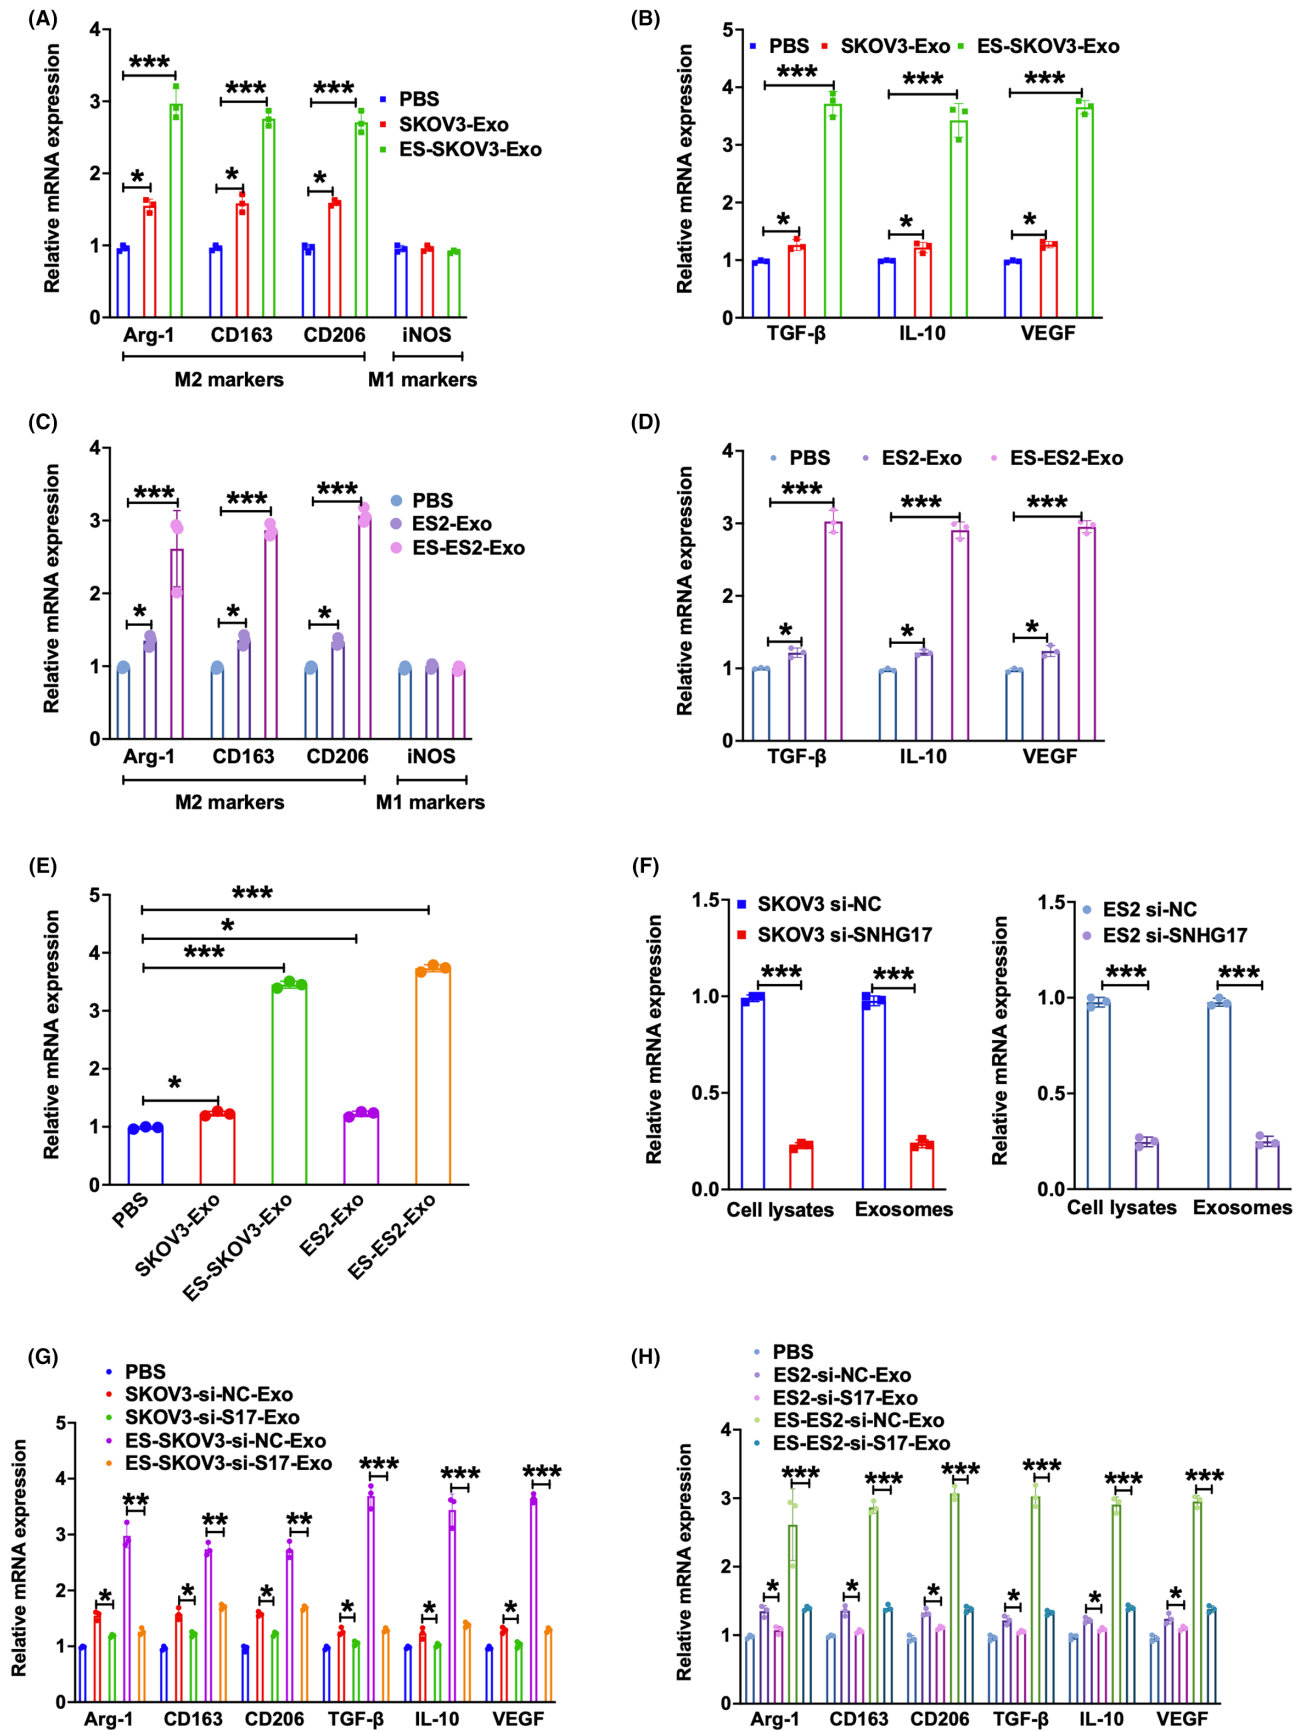 (A)
Relative mRNA expression
4
3
2
1
0
***
***
***
*
*
*
PBS
SKOV3-Exo
ES-SKOV3-Exo
Arg-1 CD163 CD206 iNOS
M2 markers M1 markers
(B)
Relative mRNA expression
5
4
3
2
1
0
PBS SKOV3-Exo ES-SKOV3-Exo
*** *** ***
* * *
TGF-β IL-10 VEGF
(C)
Relative mRNA expression
4
3
2
1
0
*** *** ***
* * *
PBS
ES2-Exo
ES-ES2-Exo
Arg-1 CD163 CD206 iNOS
M2 markers M1 markers
(D)
Relative mRNA expression
4
3
2
1
0
PBS ES2-Exo ES-ES2-Exo
*** *** ***
* * *
TGF-β IL-10 VEGF
(E)
Relative mRNA expression
5
4
3
2
1
0
***
*
***
*
PBS
SKOV3-Exo
ES-SKOV3-Exo
ES2-Exo
ES-ES2-Exo
(F)
Relative mRNA expression
1.5
1.0
0.5
0.0
SKOV3 si-NC
SKOV3 si-SNHG17
*** ***
Cell lysates Exosomes
Relative mRNA expression
1.5
1.0
0.5
0.0
ES2 si-NC
ES2 si-SNHG17
*** ***
Cell lysates Exosomes
(G)
PBS
SKOV3-si-NC-Exo
SKOV3-si-S17-Exo
ES-SKOV3-si-NC-Exo
ES-SKOV3-si-S17-Exo
Relative mRNA expression
5
4
3
2
1
0
** ** ** *** *** ***
* * * * * *
Arg-1 CD163 CD206 TGF-β IL-10 VEGF
(H)
PBS
ES2-si-NC-Exo
ES2-si-S17-Exo
ES-ES2-si-NC-Exo
ES-ES2-si-S17-Exo
Relative mRNA expression
4
3
2
1
0
*** *** *** *** *** ***
* * * * * *
Arg-1 CD163 CD206 TGF-β IL-10 VEGF